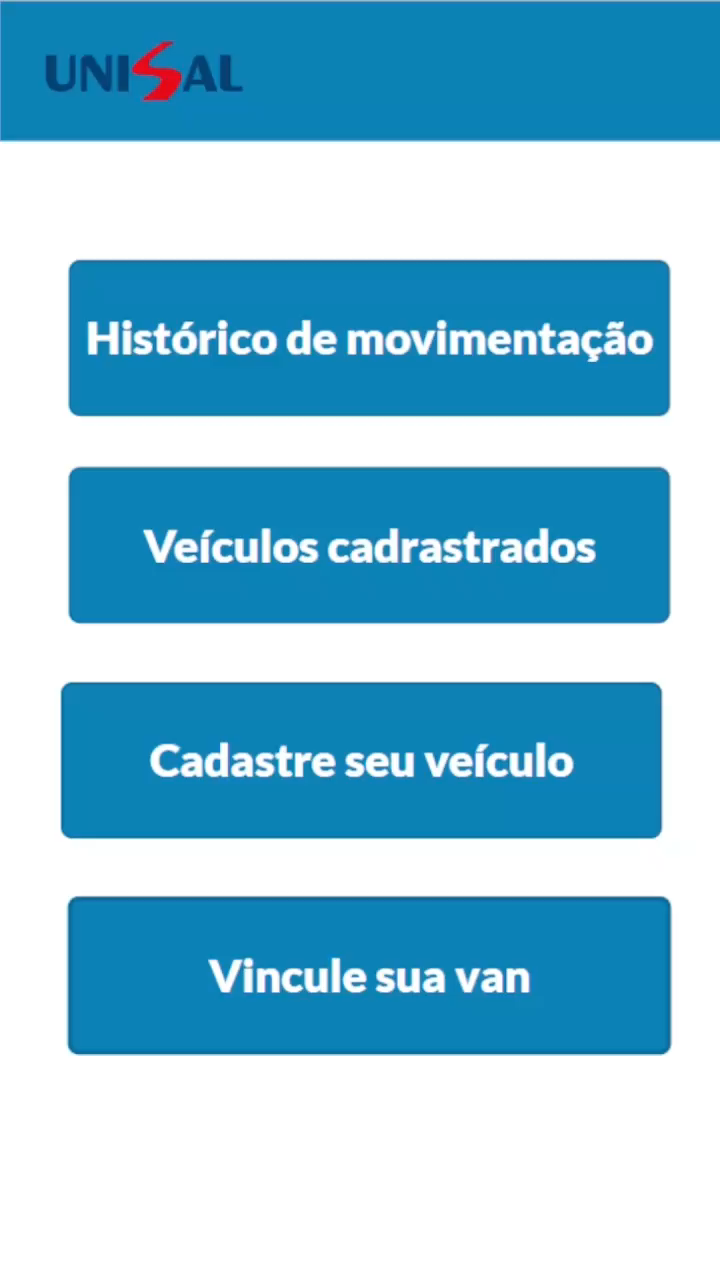 UNISAL
Histórico de movimentação
Veículos cadrastrados
Cadastre seu veículo
Vincule sua van